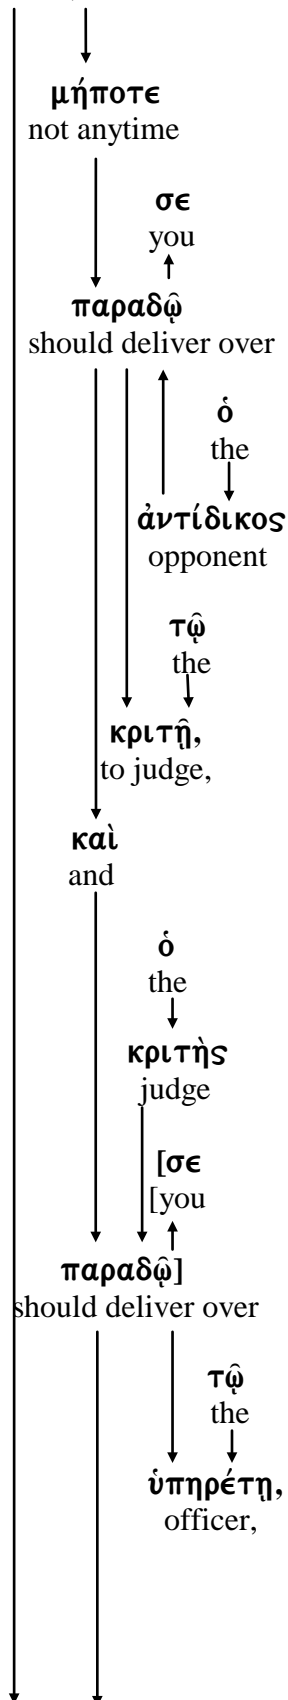 μήποτε
not anytime
σε
you
παραδῷ
should deliver over
ὁ
the
ἀντίδικος
opponent
τῷ
the
κριτῇ,
to judge,
καὶ
and
ὁ
the
κριτὴς
judge
[σε
[you
παραδῷ]
should deliver over
τῷ
the
ὑπηρέτῃ,
officer,